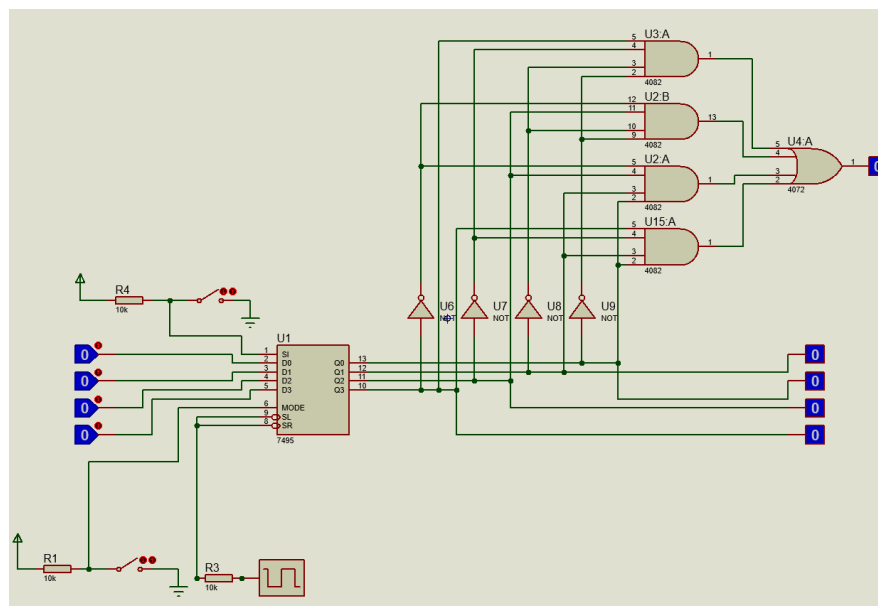 U3:A
5
4
1
3
2
4082
U2:B
12
11
13
10
9
4082
U4:A
5
4
1
3
2
4072
0
U2:A
5
4
1
3
2
4082
U15:A
5
4
1
3
2
4082
R4
10k
U6
NOT
U7
NOT
U8
NOT
U9
NOT
U1
0
0
0
0
1 SI
2 D0
3 D1
4 D2
5 D3
6 MODE
9 SL
8 SR
Q0 13
Q1 12
Q2 11
Q3 10
7495
0
0
0
0
R1
10k
R3
10k